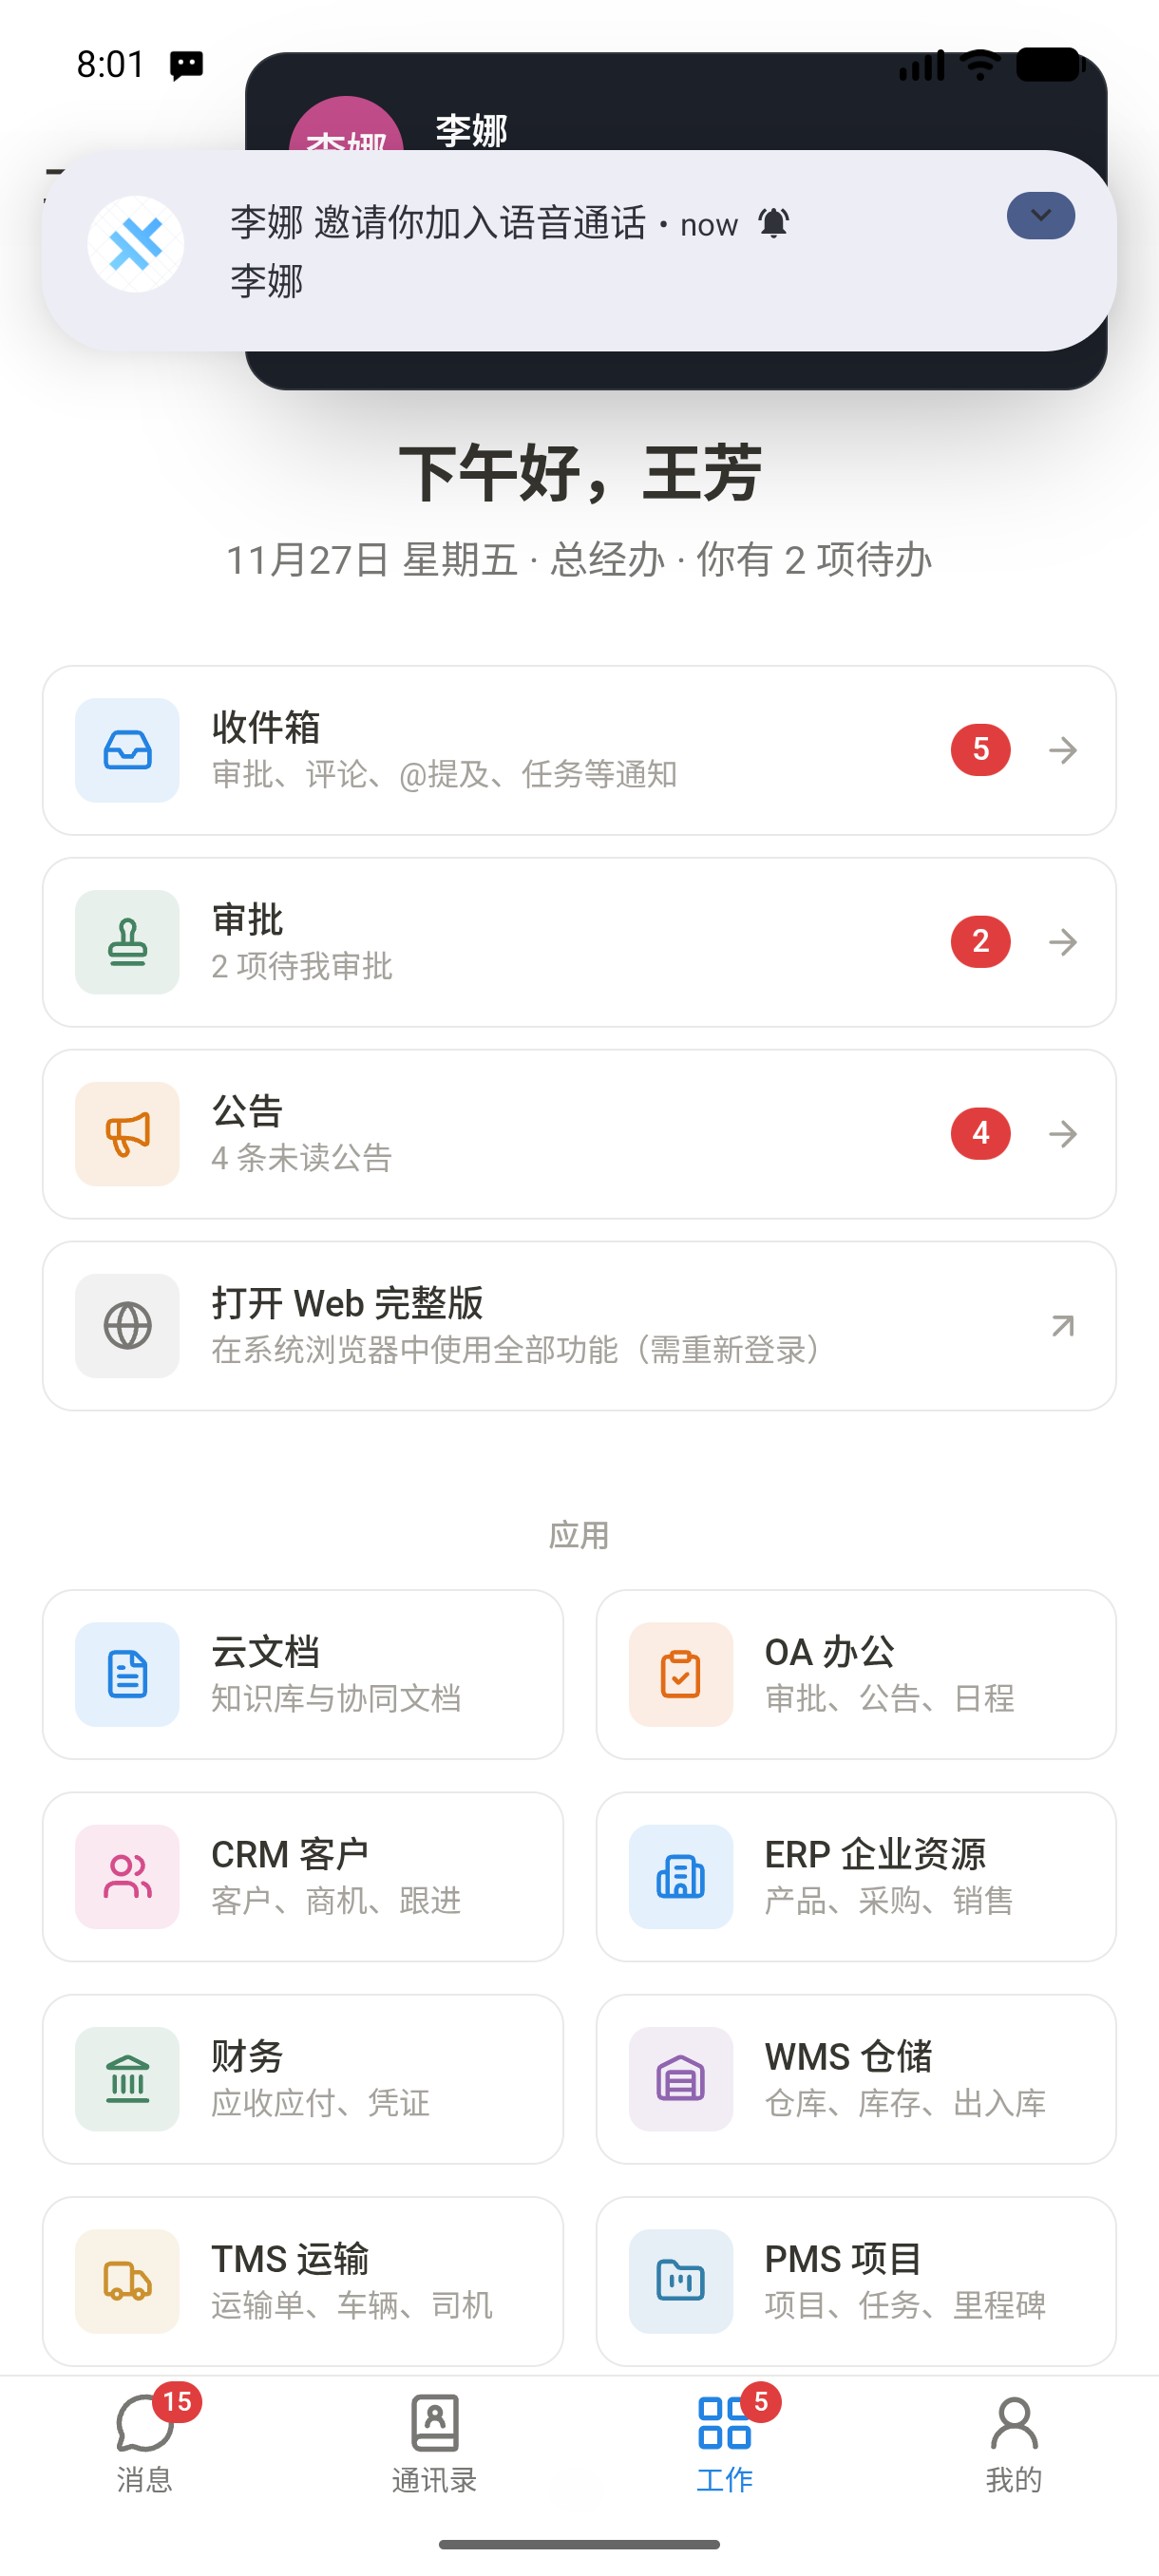 8:01
李娜
李娜
李娜 邀请你加入语音通话 · now
李娜
下午好，王芳
11月27日 星期五 · 总经办 · 你有 2 项待办
收件箱
审批、评论、@提及、任务等通知
5
审批
2 项待我审批
2
公告
4 条未读公告
4
打开 Web 完整版
在系统浏览器中使用全部功能（需重新登录）
应用
云文档
知识库与协同文档
OA 办公
审批、公告、日程
CRM 客户
客户、商机、跟进
ERP 企业资源
产品、采购、销售
财务
应收应付、凭证
WMS 仓储
仓库、库存、出入库
TMS 运输
运输单、车辆、司机
PMS 项目
项目、任务、里程碑
15
消息
通讯录
5
工作
我的